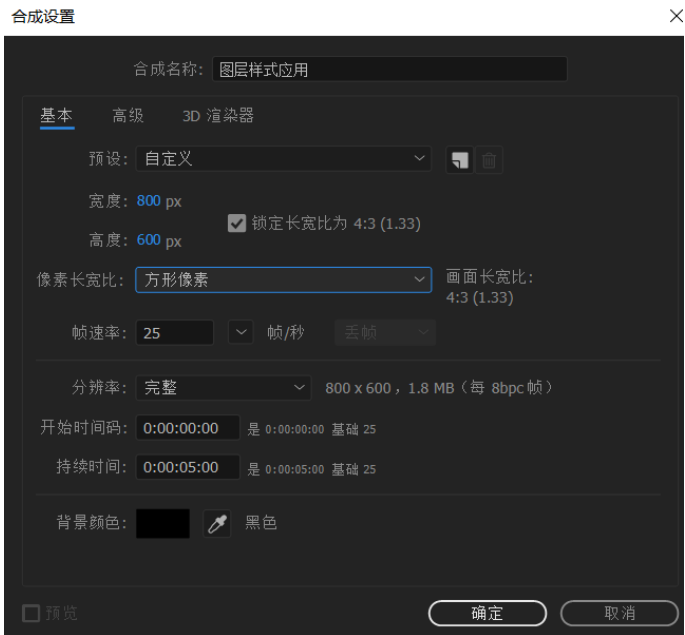 合成设置
合成名称: 图层样式应用
基本 高级 3D 渲染器
预设: 自定义
宽度: 800 px
锁定长宽比为 4:3 (1.33)
高度: 600 px
像素长宽比: 方形像素 画面长宽比:
4:3 (1.33)
帧速率: 25 帧/秒 丢帧
分辨率: 完整 800 x 600，1.8 MB（每 8bpc 帧）
开始时间码: 0:00:00:00 是 0:00:00:00 基础 25
持续时间: 0:00:05:00 是 0:00:05:00 基础 25
背景颜色: 黑色
预览 确定 取消